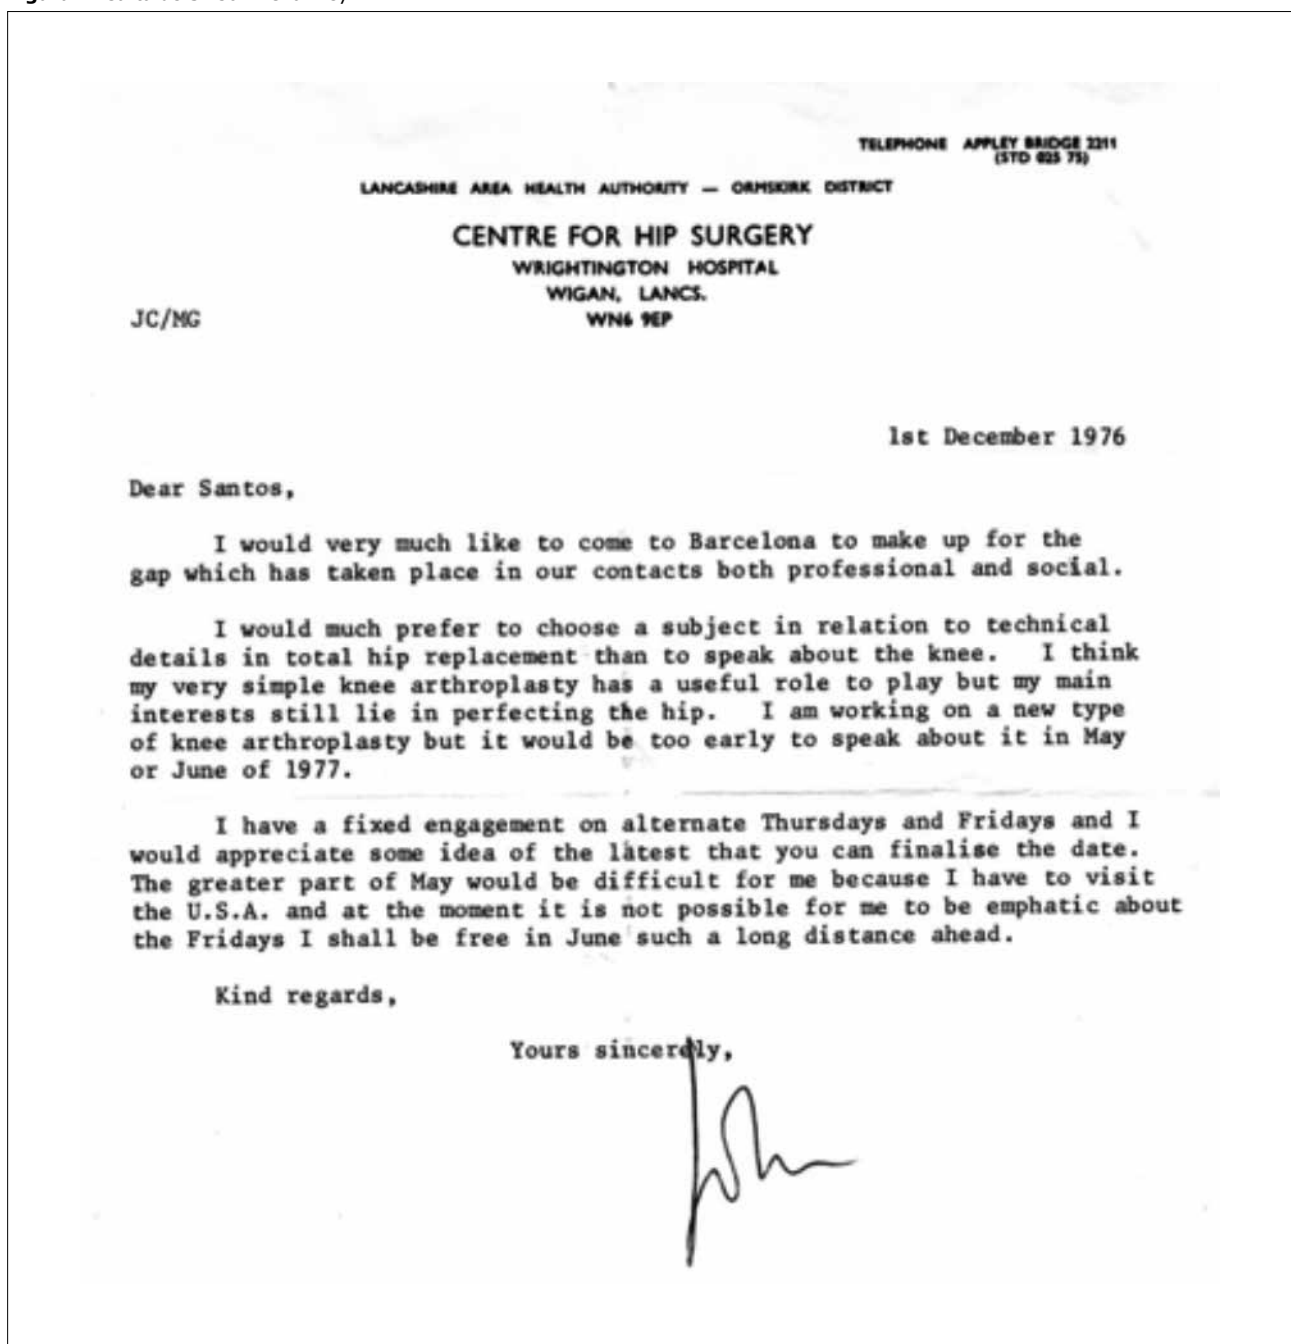 TELEPHONE APPLEY BRIDGE 2211
(STD 025 75)
LANCASHIRE AREA HEALTH AUTHORITY — ORMSKIRK DISTRICT
CENTRE FOR HIP SURGERY
WRIGHTINGTON HOSPITAL
WIGAN, LANCS.
JC/MG WN6 9EP
1st December 1976
Dear Santos,
I would very much like to come to Barcelona to make up for the
gap which has taken place in our contacts both professional and social.
I would much prefer to choose a subject in relation to technical
details in total hip replacement than to speak about the knee. I think
my very simple knee arthroplasty has a useful role to play but my main
interests still lie in perfecting the hip. I am working on a new type
of knee arthroplasty but it would be too early to speak about it in May
or June of 1977.
I have a fixed engagement on alternate Thursdays and Fridays and I
would appreciate some idea of the latest that you can finalise the date.
The greater part of May would be difficult for me because I have to visit
the U.S.A. and at the moment it is not possible for me to be emphatic about
the Fridays I shall be free in June such a long distance ahead.
Kind regards,
Yours sincerely,
John